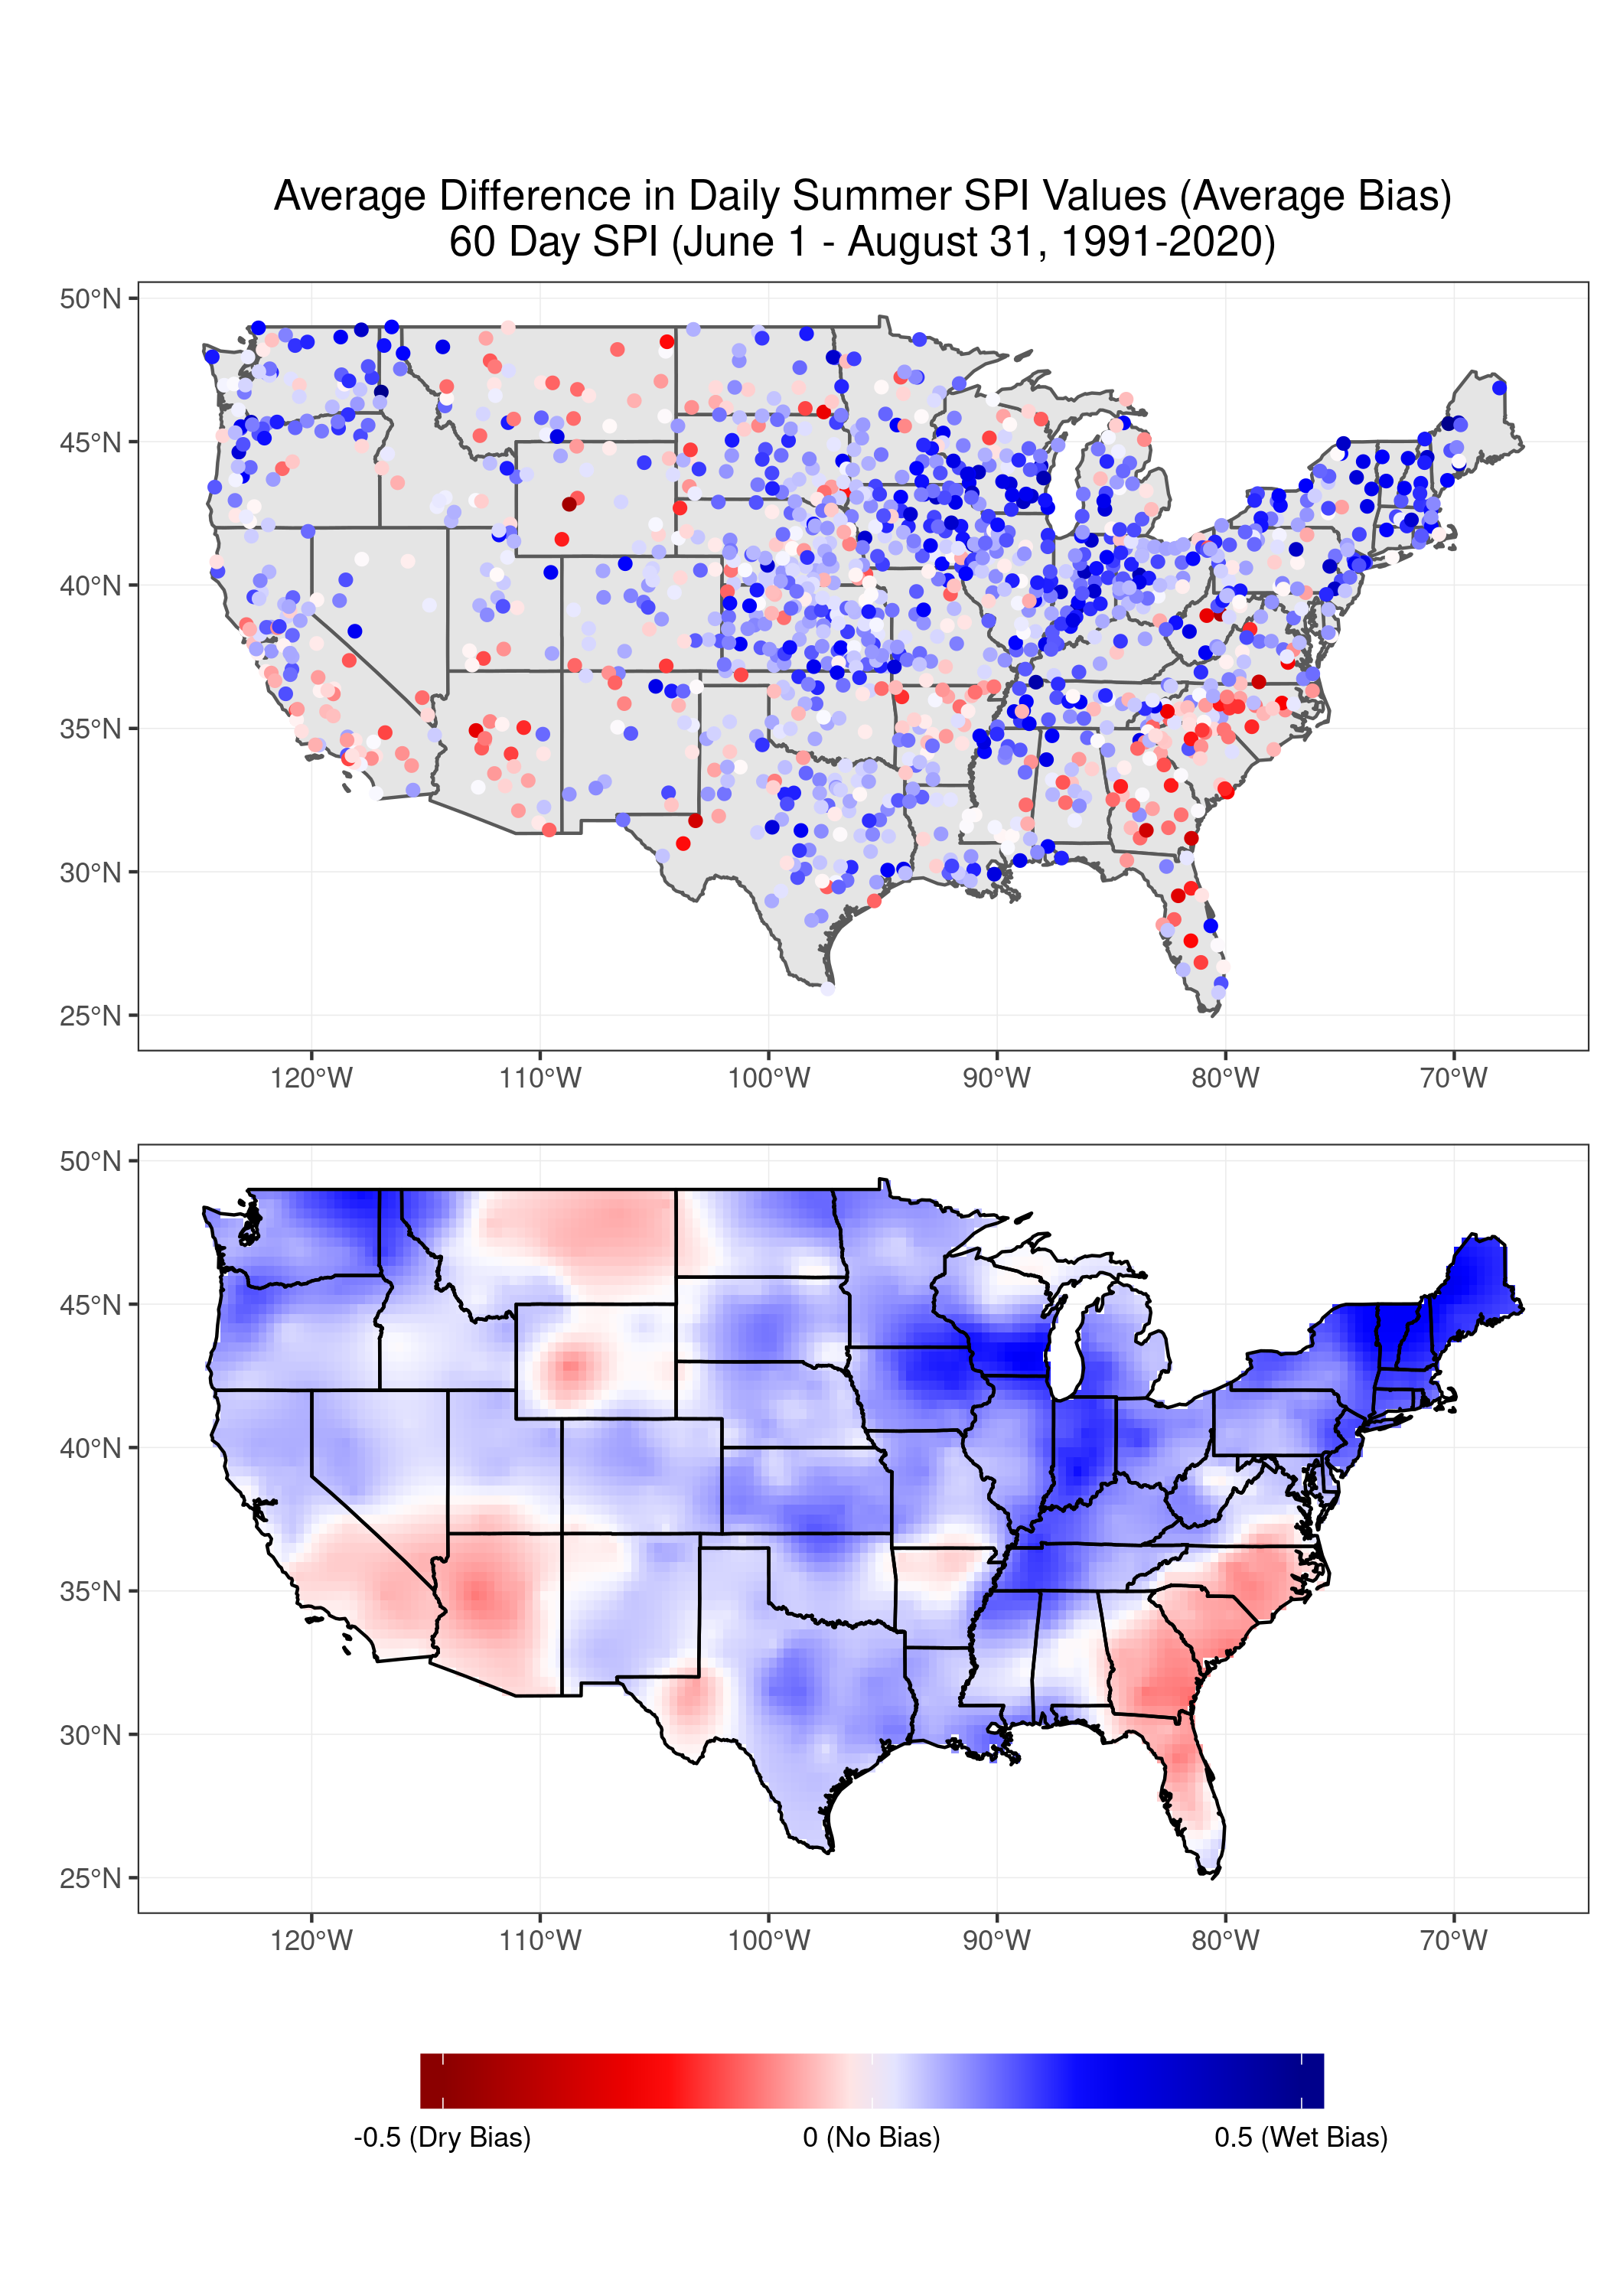 Average Difference in Daily Summer SPI Values (Average Bias)
60 Day SPI (June 1 - August 31, 1991-2020)
50°N
45°N
40°N
35°N
30°N
25°N
120°W 110°W 100°W 90°W 80°W 70°W
50°N
45°N
40°N
35°N
30°N
25°N
120°W 110°W 100°W 90°W 80°W 70°W
-0.5 (Dry Bias) 0 (No Bias) 0.5 (Wet Bias)